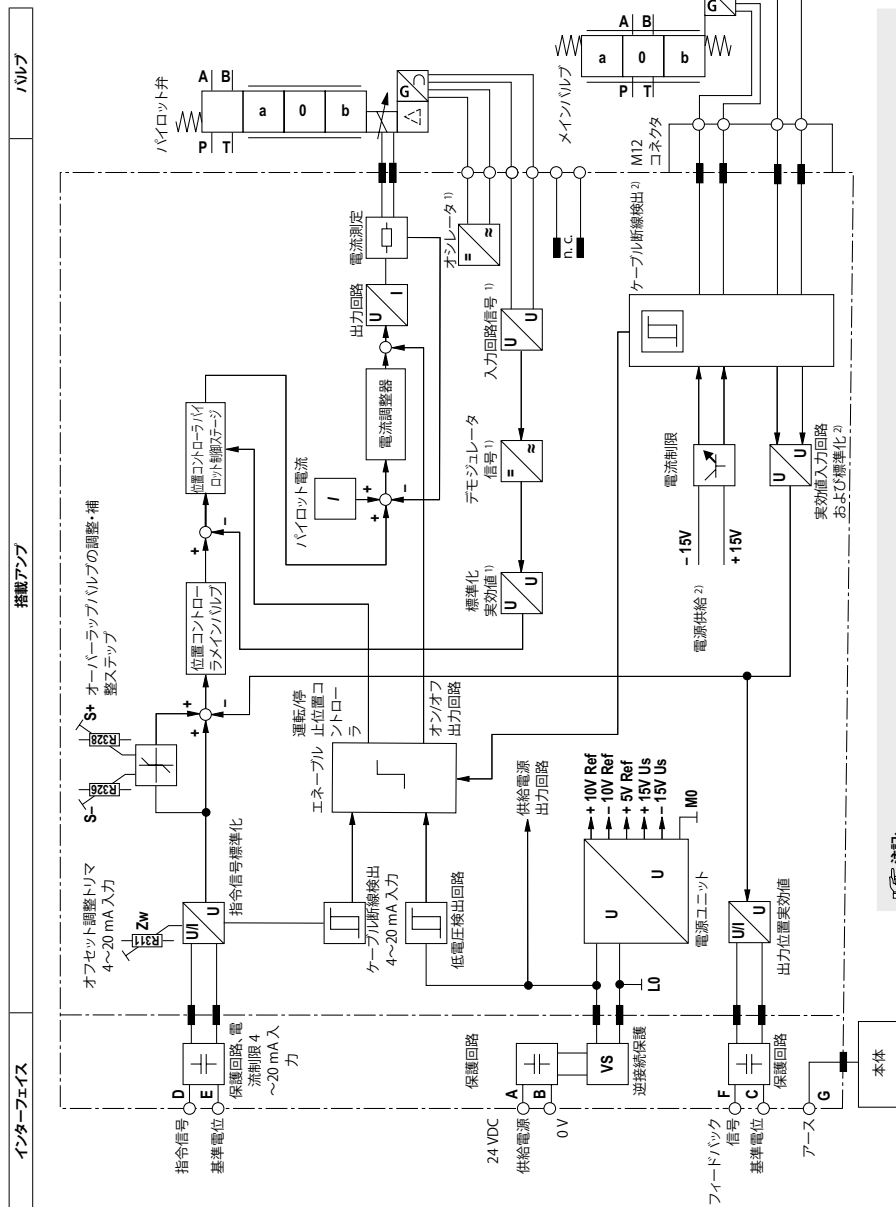 インターフェイス
搭載アンプ
バルブ
指令信号
基準電位
D
E
保護回路、電
流制限 4
～20 mA 入
力
オフセット調整トリマ
4～20 mA 入力
R311
Zw
U/I
U
指令信号標準化
S–
R326
R328
S+
オーバーラップバルブの調整・補
整ステップ
+
+
–
位置コントロー
ラメインバルブ
+
–
位置コントローラパイ
ロット制御ステージ
ケーブル断線検出
4～20 mA 入力
低電圧検出回路
エネーブル
運転/停
止位置コ
ントロー
ラ
オン/オフ
出力回路
パイロット電流
I
+
+
–
電流調整器
出力回路
U
I
電流測定
パイロット弁
P
T
A
B
a
0
b
G
標準化
実効値 1)
U
U
デモジュレータ
信号 1)
=
≈
入力回路信号 1)
U
U
オシレータ 1)
=
≈
n. c.
24 VDC
供給電源
0 V
A
B
保護回路
VS
逆接続保護
L0
供給電源
出力回路
U
U
電源ユニット
+ 10V Ref
– 10V Ref
+ 5V Ref
+ 15V Us
– 15V Us
M0
電源供給 2)
– 15V
+ 15V
電流制限
ケーブル断線検出 2)
U
U
実効値入力回路
および標準化 2)
M12
コネクタ
メインバルブ
P
T
A
B
a
0
b
G
フィードバック
信号
基準電位
F
C
保護回路
U/I
U
出力位置実効値
アース
G
本体